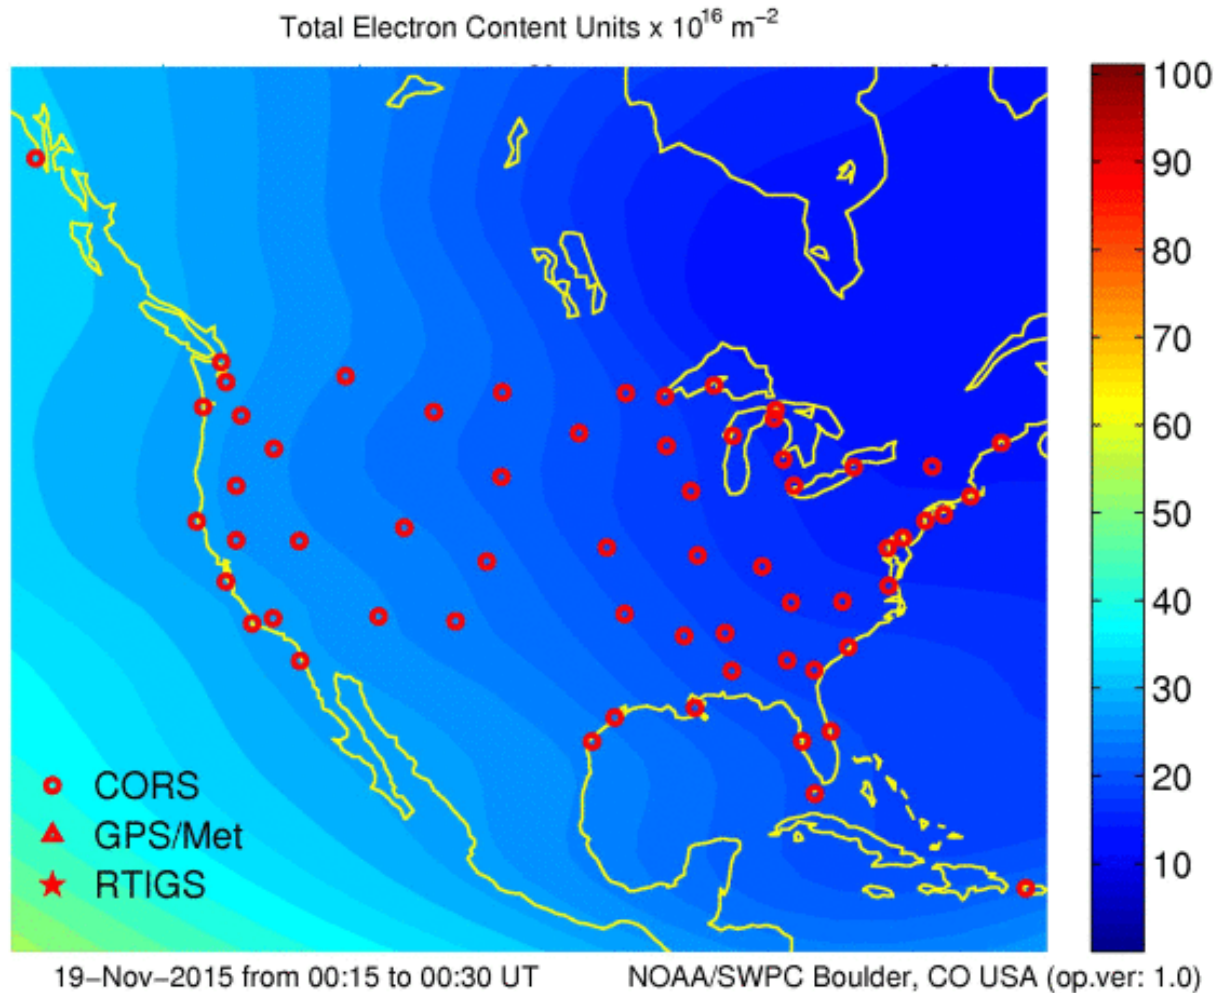 Total Electron Content Units x 10^16 m^−2
100
90
80
70
60
50
40
30
20
10
CORS
GPS/Met
RTIGS
19−Nov−2015 from 00:15 to 00:30 UT
NOAA/SWPC Boulder, CO USA (op.ver: 1.0)